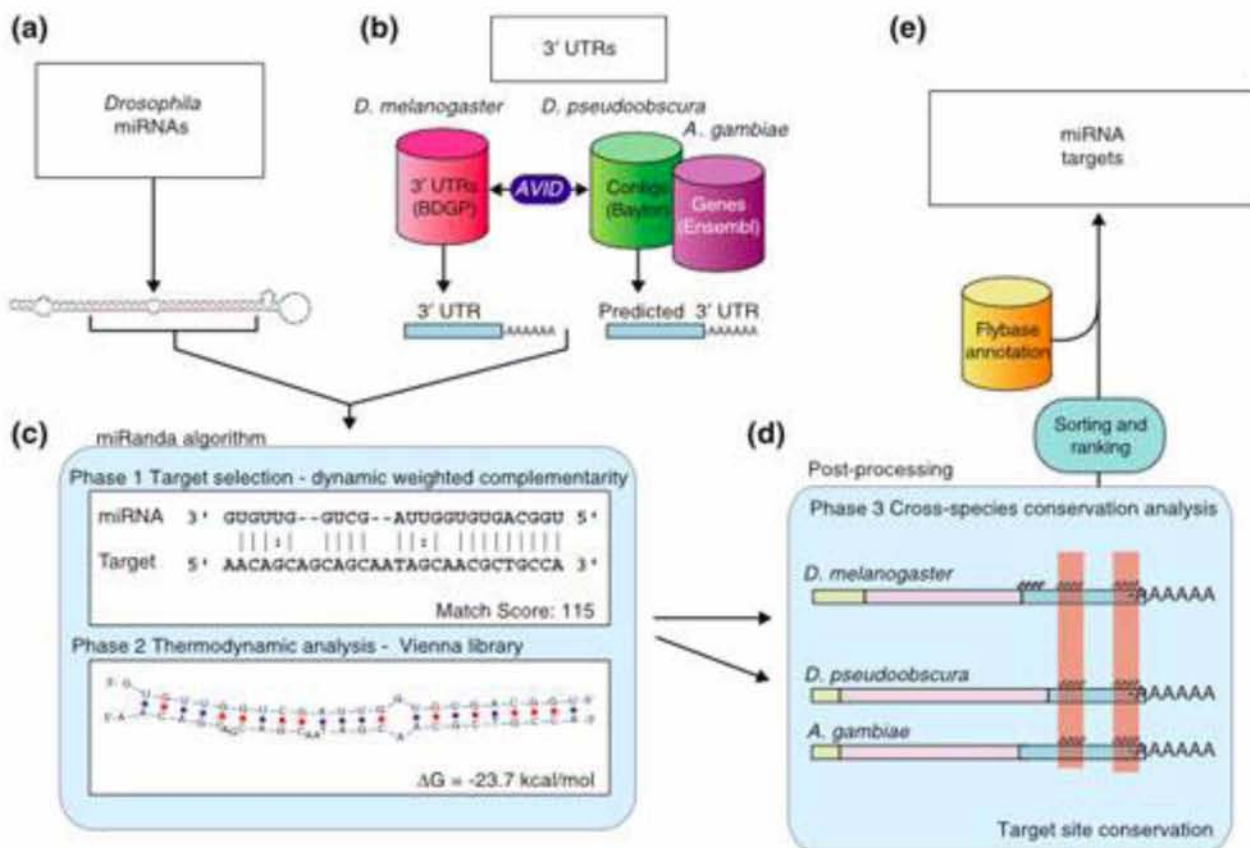 (a)
Drosophila
miRNAs
(b)
3' UTRs
D. melanogaster
D. pseudoobscura
A. gambiae
3' UTRs
(BDGP)
AVID
Contigs
(Baylor)
Genes
(Ensembl)
3' UTR
AAAAAA
Predicted 3' UTR
AAAAAA
(c)
miRanda algorithm
Phase 1 Target selection - dynamic weighted complementarity
miRNA 3' GUGUUG--GUCG--AUUGGUGUGACGGU 5'
|||:| |||| ||:| |||||||||
Target 5' AACAGCAGCAGCAATAGCAACGCTGCCA 3'
Match Score: 115
Phase 2 Thermodynamic analysis - Vienna library
ΔG = -23.7 kcal/mol
(d)
Post-processing
Phase 3 Cross-species conservation analysis
D. melanogaster
AAAAAA
D. pseudoobscura
AAAAAA
A. gambiae
AAAAAA
Target site conservation
Sorting and
ranking
Flybase
annotation
(e)
miRNA
targets